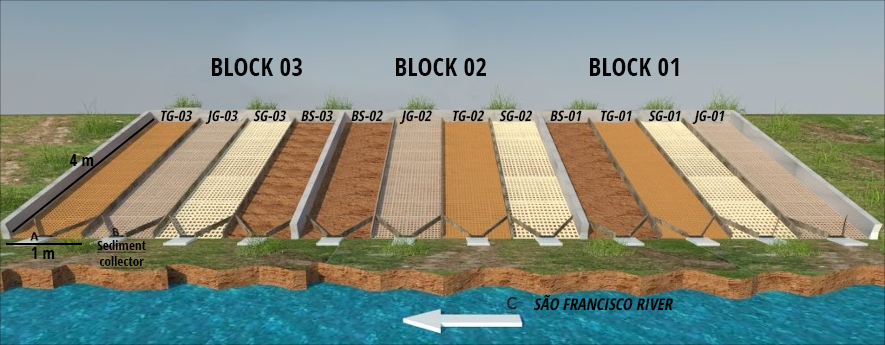 BLOCK 03 BLOCK 02 BLOCK 01
TG-03 JG-03 SG-03 BS-03 BS-02 JG-02 TG-02 SG-02 BS-01 TG-01 SG-01 JG-01
4 m
A B
1 m
Sediment
collector
C SÃO FRANCISCO RIVER